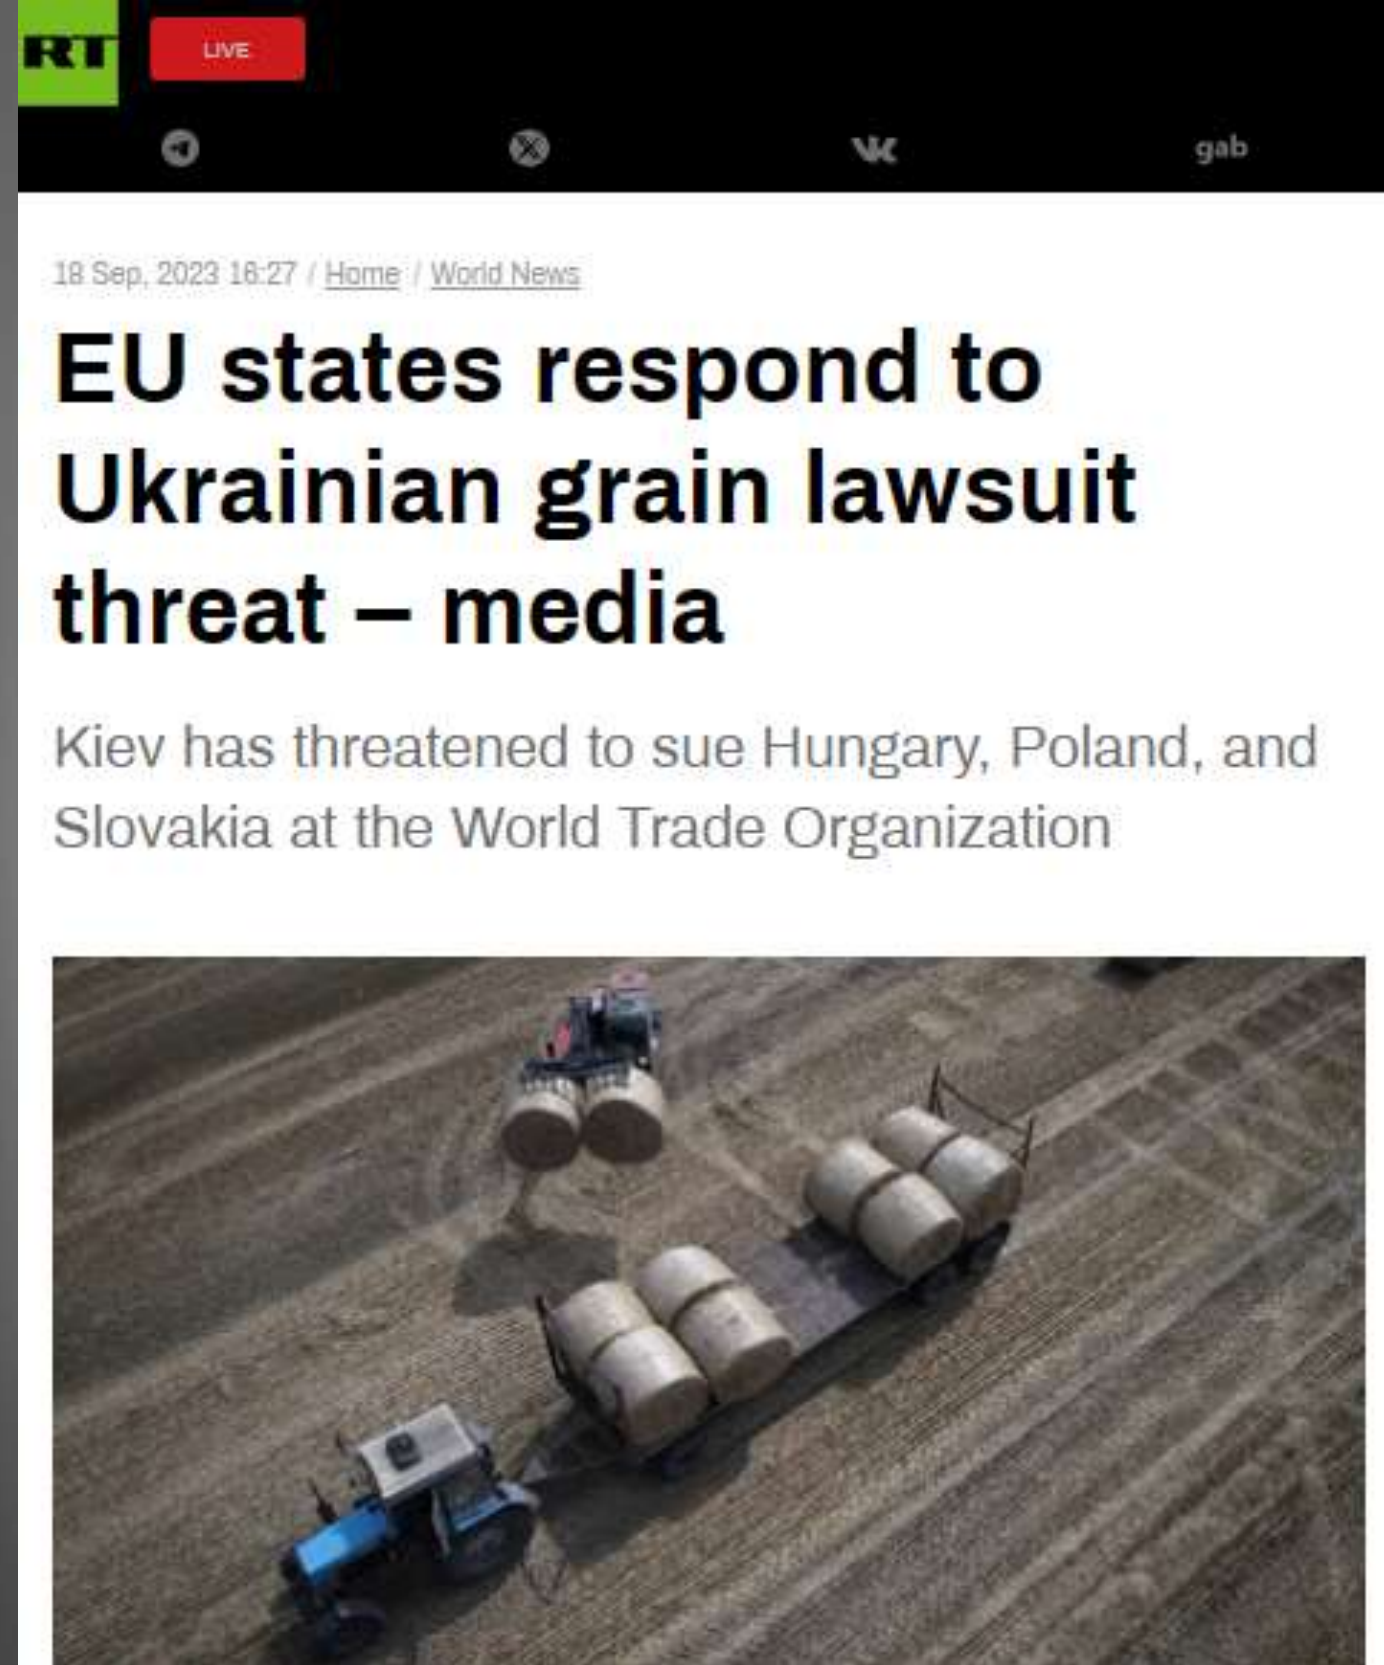 RT
LIVE
gab
18 Sep, 2023 16:27 / Home / World News
EU states respond to
Ukrainian grain lawsuit
threat – media
Kiev has threatened to sue Hungary, Poland, and
Slovakia at the World Trade Organization